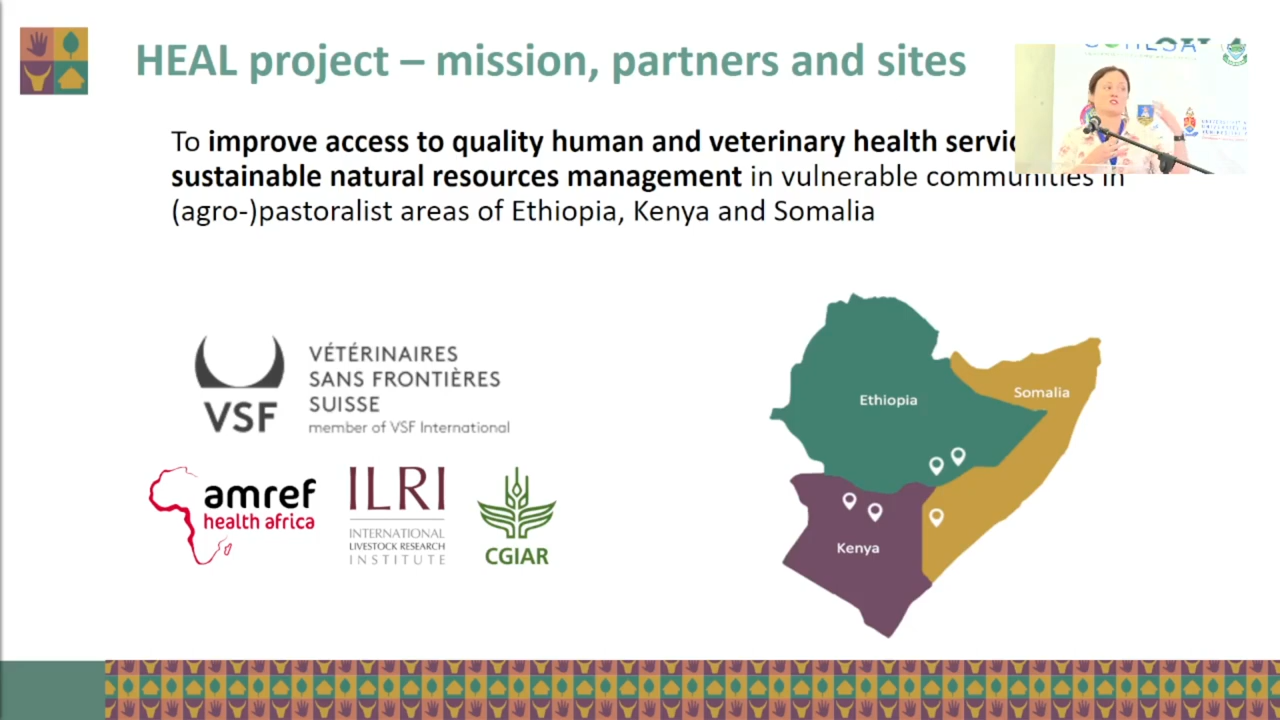 HEAL project – mission, partners and sites
To improve access to quality human and veterinary health
sustainable natural resources management in vulnerable communities in
(agro-)pastoralist areas of Ethiopia, Kenya and Somalia
VÉTÉRINAIRES
SANS FRONTIÈRES
SUISSE
VSF
member of VSF International
amref
health africa
ILRI
INTERNATIONAL
LIVESTOCK RESEARCH
INSTITUTE
CGIAR
Ethiopia
Somalia
Kenya